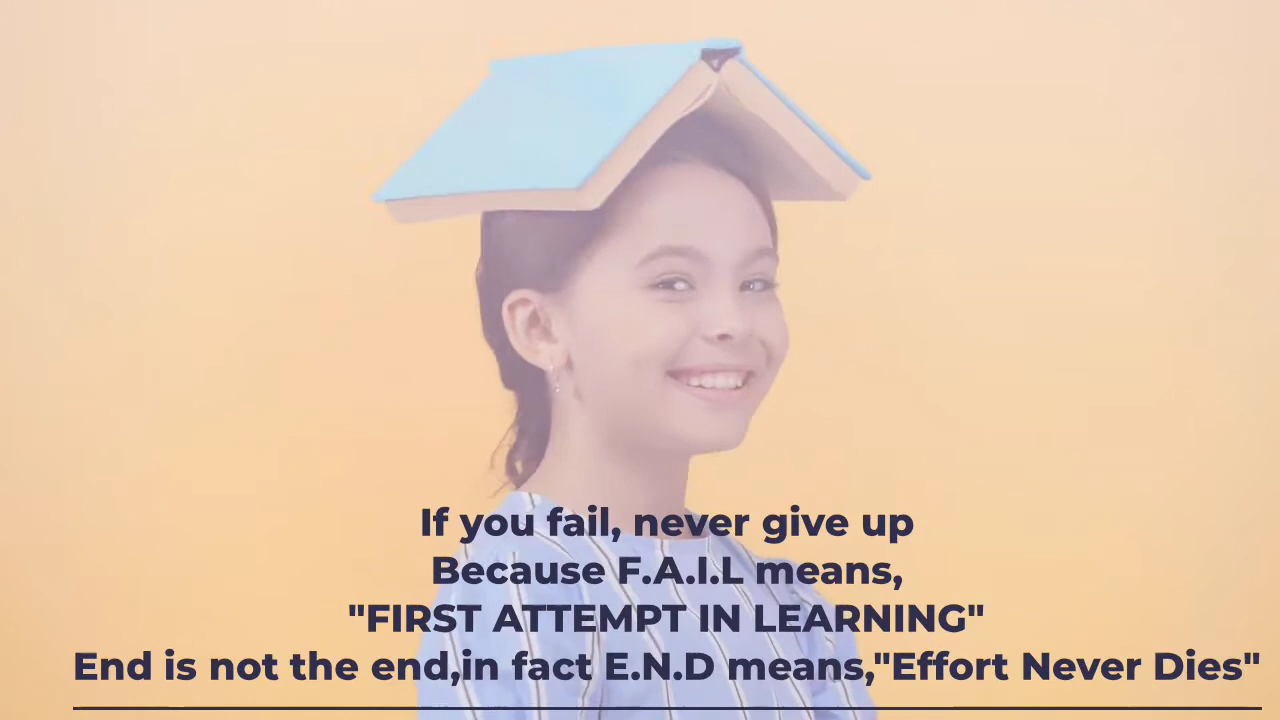 If you fail, never give up
Because F.A.I.L means,
"FIRST ATTEMPT IN LEARNING"
End is not the end,in fact E.N.D means,"Effort Never Dies"